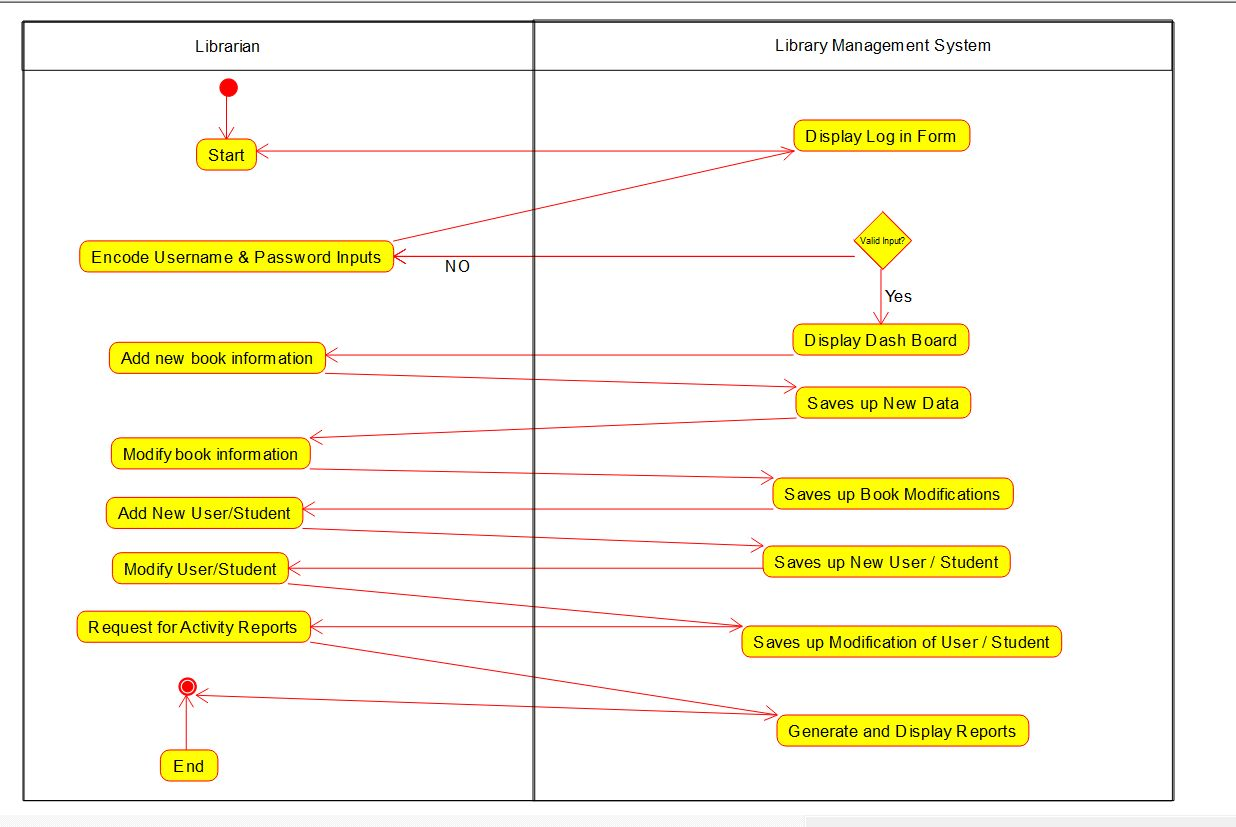 Librarian
Library Management System
Start
Display Log in Form
Encode Username & Password Inputs
NO
Valid Input?
Yes
Display Dash Board
Add new book information
Saves up New Data
Modify book information
Saves up Book Modifications
Add New User/Student
Saves up New User / Student
Modify User/Student
Request for Activity Reports
Saves up Modification of User / Student
Generate and Display Reports
End